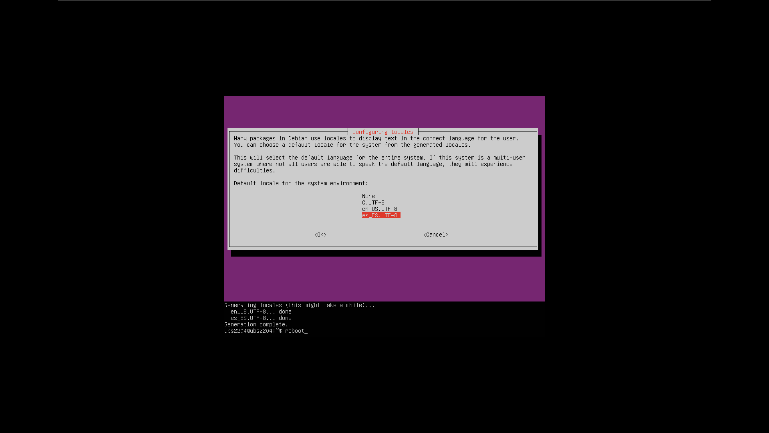 Configuring locales
Many packages in Debian use locales to display text in the correct language for the user.
You can choose a default locale for the system from the generated locales.
This will select the default language for the entire system. If this system is a multi-user
system where not all users are able to speak the default language, they will experience
difficulties.
Default locale for the system environment:
None
C.UTF-8
en_US.UTF-8
es_ES.UTF-8
<Ok> <Cancel>
Generating locales (this might take a while)...
en_US.UTF-8... done
es_ES.UTF-8... done
Generation complete.
reboot_